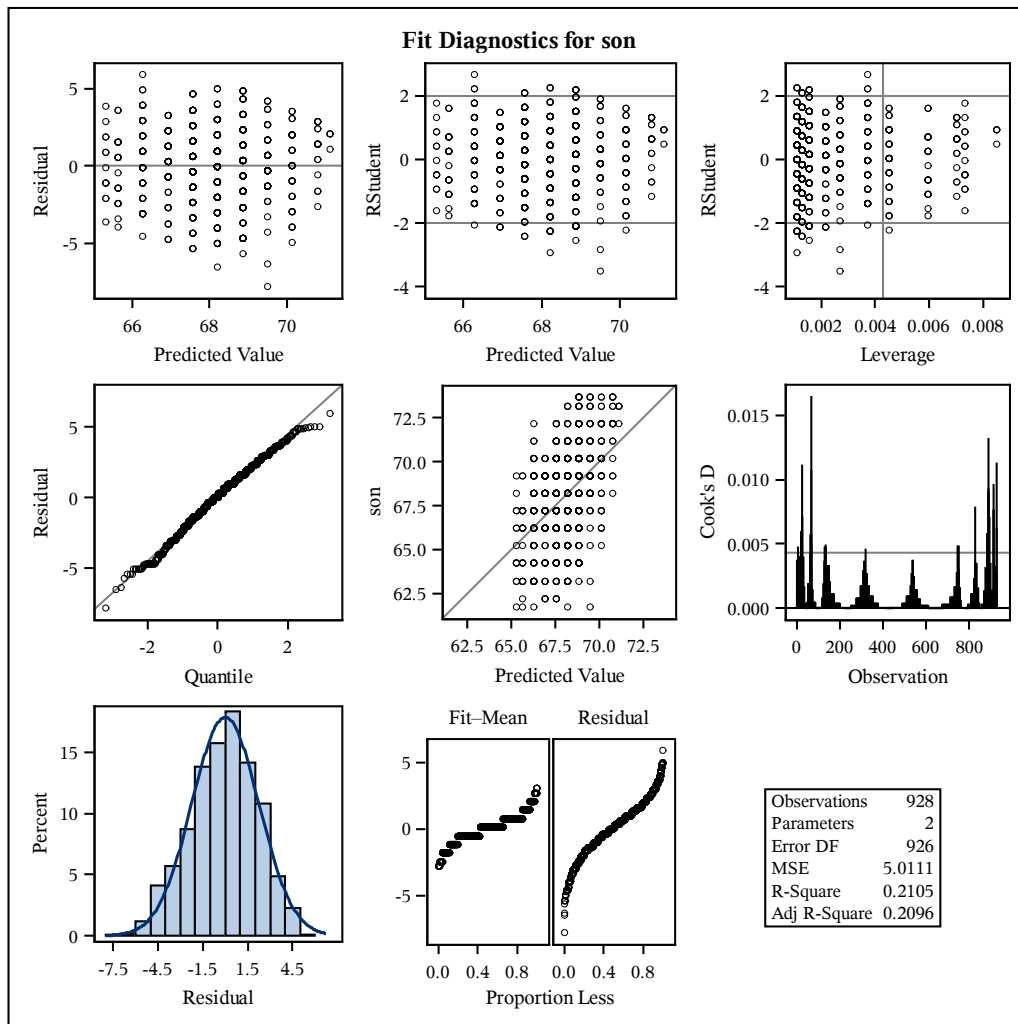 Fit Diagnostics for son
5
0
-5
Residual
66 68 70
Predicted Value
2
0
-2
-4
RStudent
66 68 70
Predicted Value
2
0
-2
-4
RStudent
0.002 0.004 0.006 0.008
Leverage
5
0
-5
Residual
-2 0 2
Quantile
72.5
70.0
67.5
65.0
62.5
son
62.5 65.0 67.5 70.0 72.5
Predicted Value
0.015
0.010
0.005
0.000
Cook's D
0 200 400 600 800
Observation
15
10
5
0
Percent
-7.5 -4.5 -1.5 1.5 4.5
Residual
Fit–Mean Residual
5
0
-5
0.0 0.4 0.8 0.0 0.4 0.8
Proportion Less
Observations 928
Parameters 2
Error DF 926
MSE 5.0111
R-Square 0.2105
Adj R-Square 0.2096